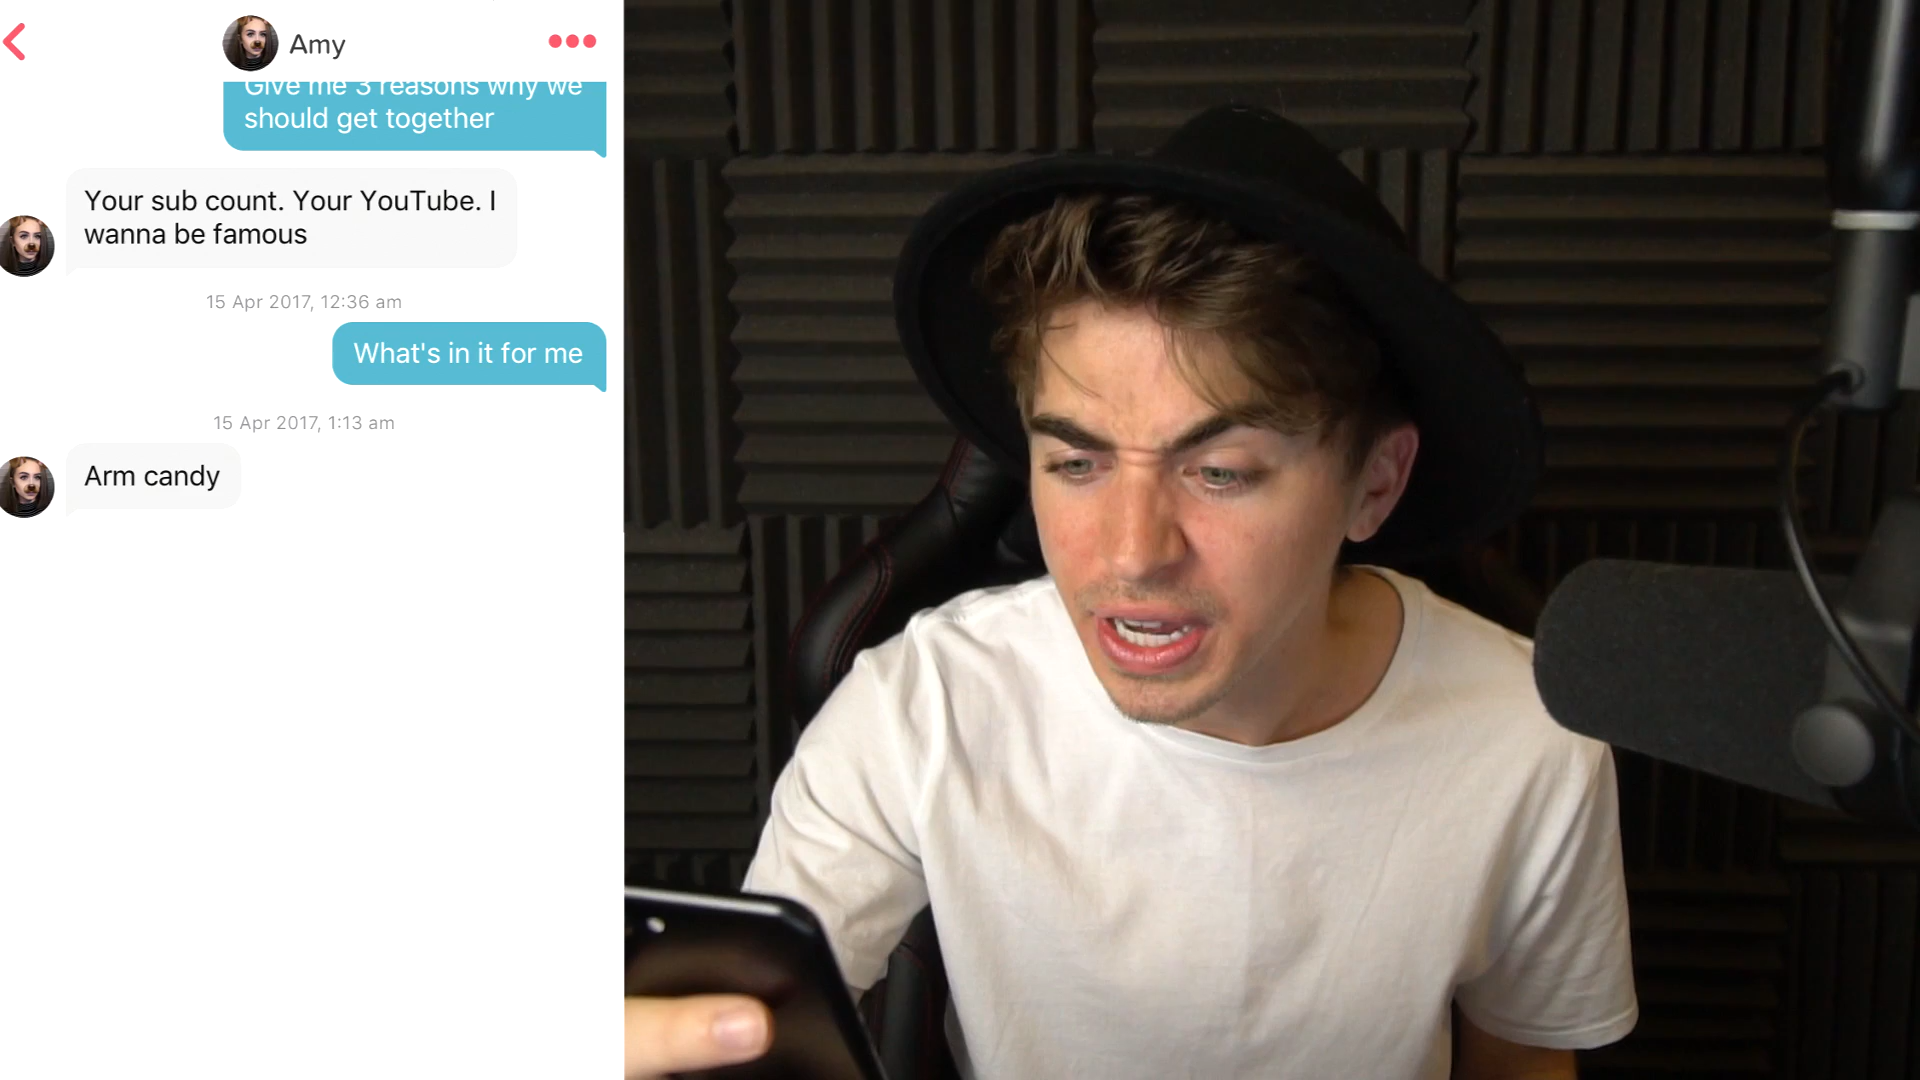 Amy
Give me 3 reasons why we
should get together
Your sub count. Your YouTube. I
wanna be famous
15 Apr 2017, 12:36 am
What's in it for me
15 Apr 2017, 1:13 am
Arm candy